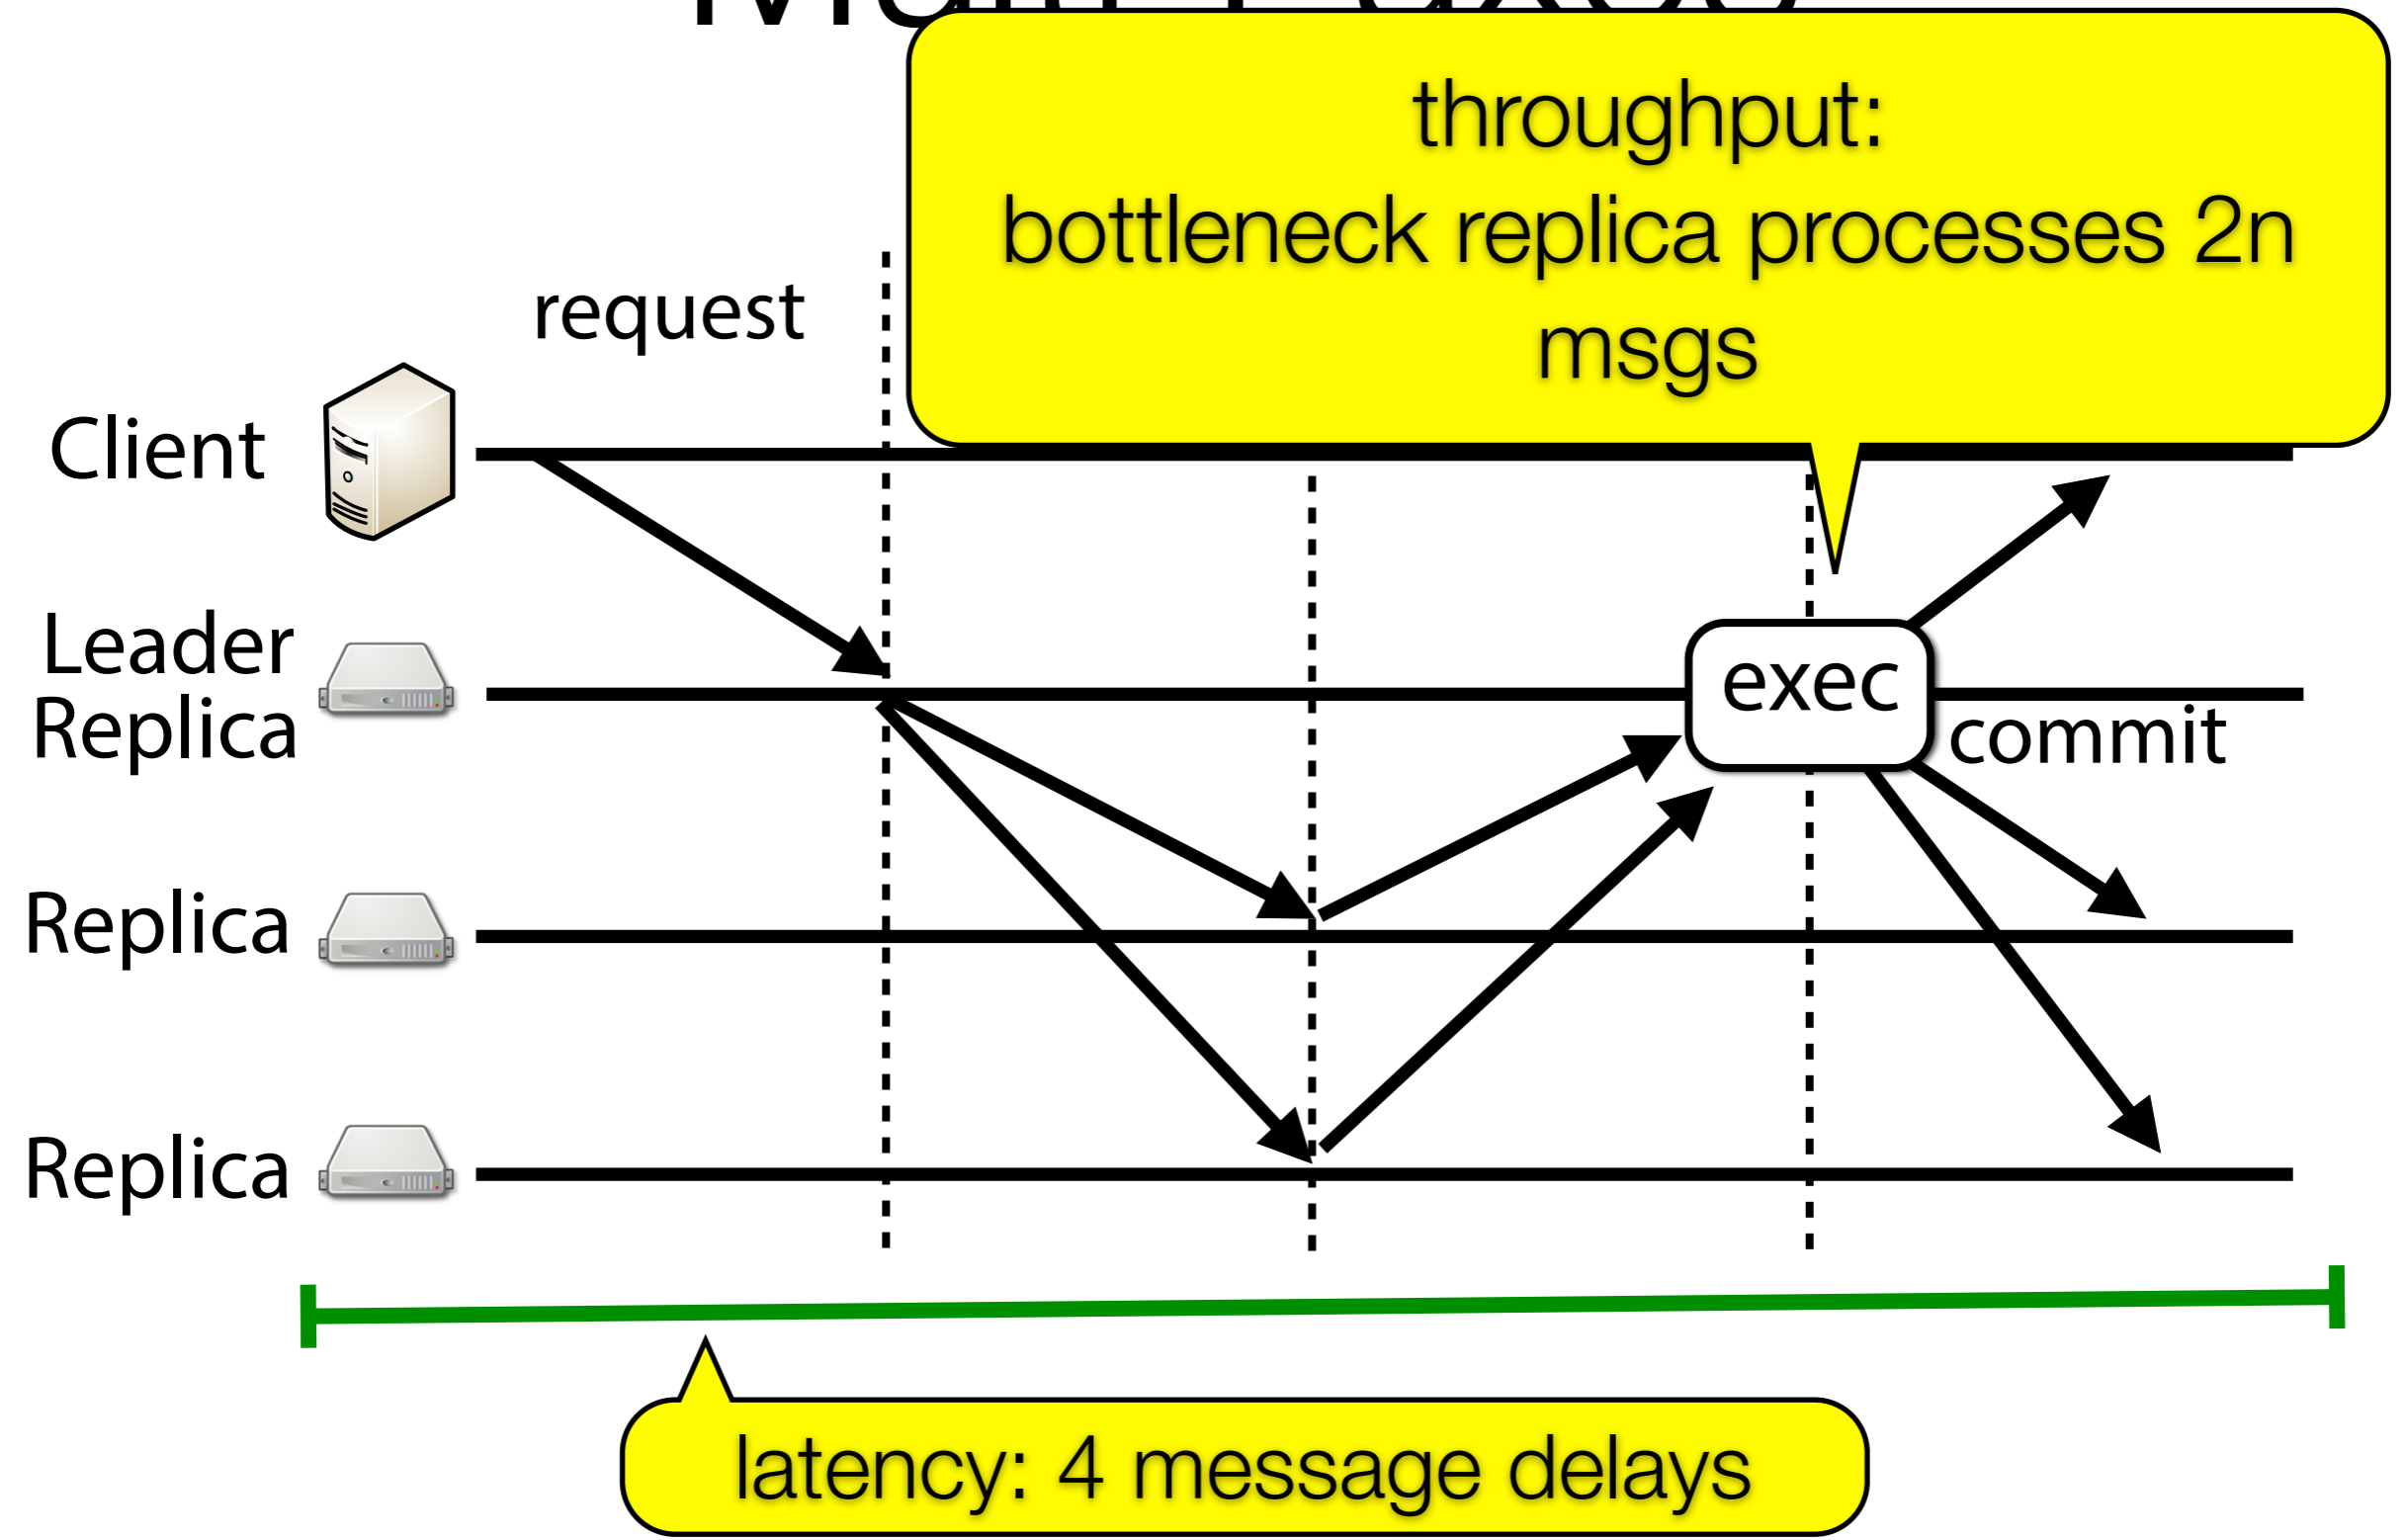 throughput:
bottleneck replica processes 2n
msgs
request
Client
Leader
Replica
exec
commit
Replica
Replica
latency: 4 message delays